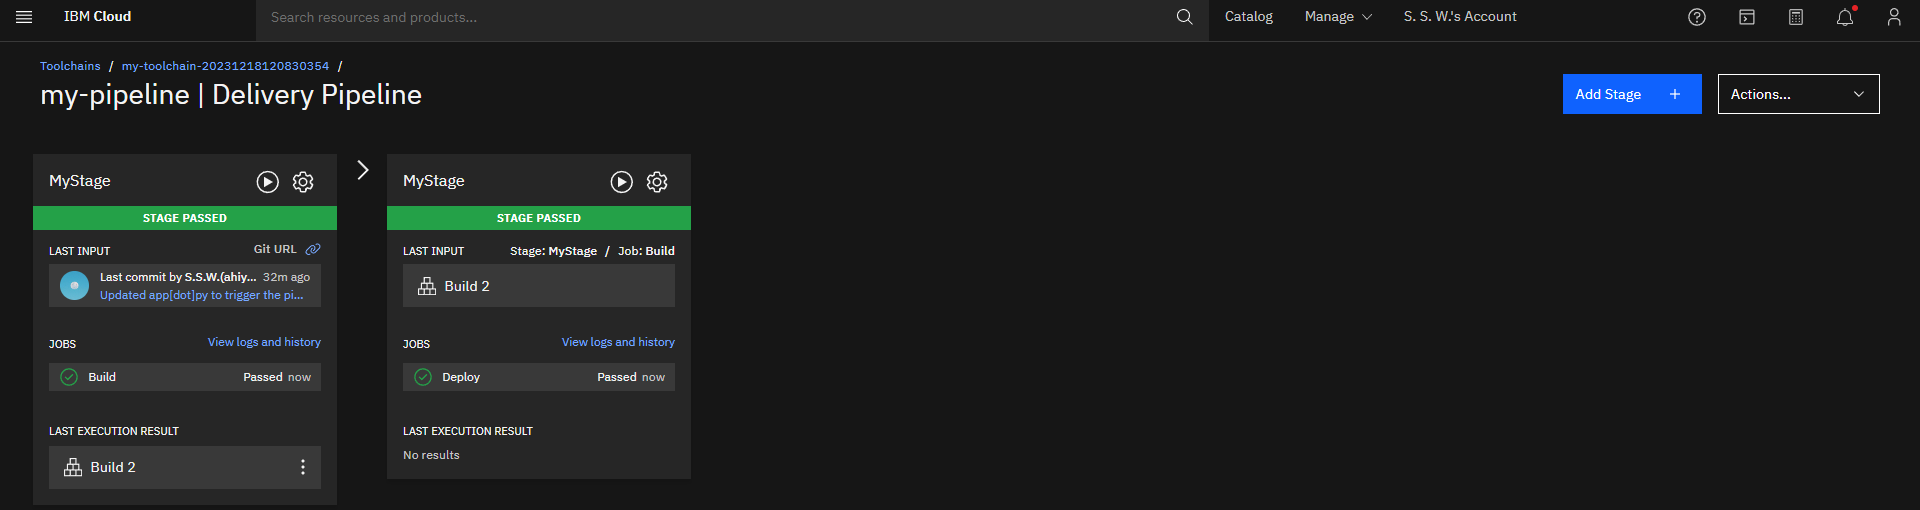 IBM Cloud
Search resources and products...
Catalog
Manage
S. S. W.'s Account
Toolchains / my-toolchain-20231218120830354 /
my-pipeline | Delivery Pipeline
Add Stage +
Actions...
MyStage
STAGE PASSED
LAST INPUT Git URL
Last commit by S.S.W.(ahiy... 32m ago
Updated app[dot]py to trigger the pi...
JOBS View logs and history
Build Passed now
LAST EXECUTION RESULT
Build 2
MyStage
STAGE PASSED
LAST INPUT Stage: MyStage / Job: Build
Build 2
JOBS View logs and history
Deploy Passed now
LAST EXECUTION RESULT
No results